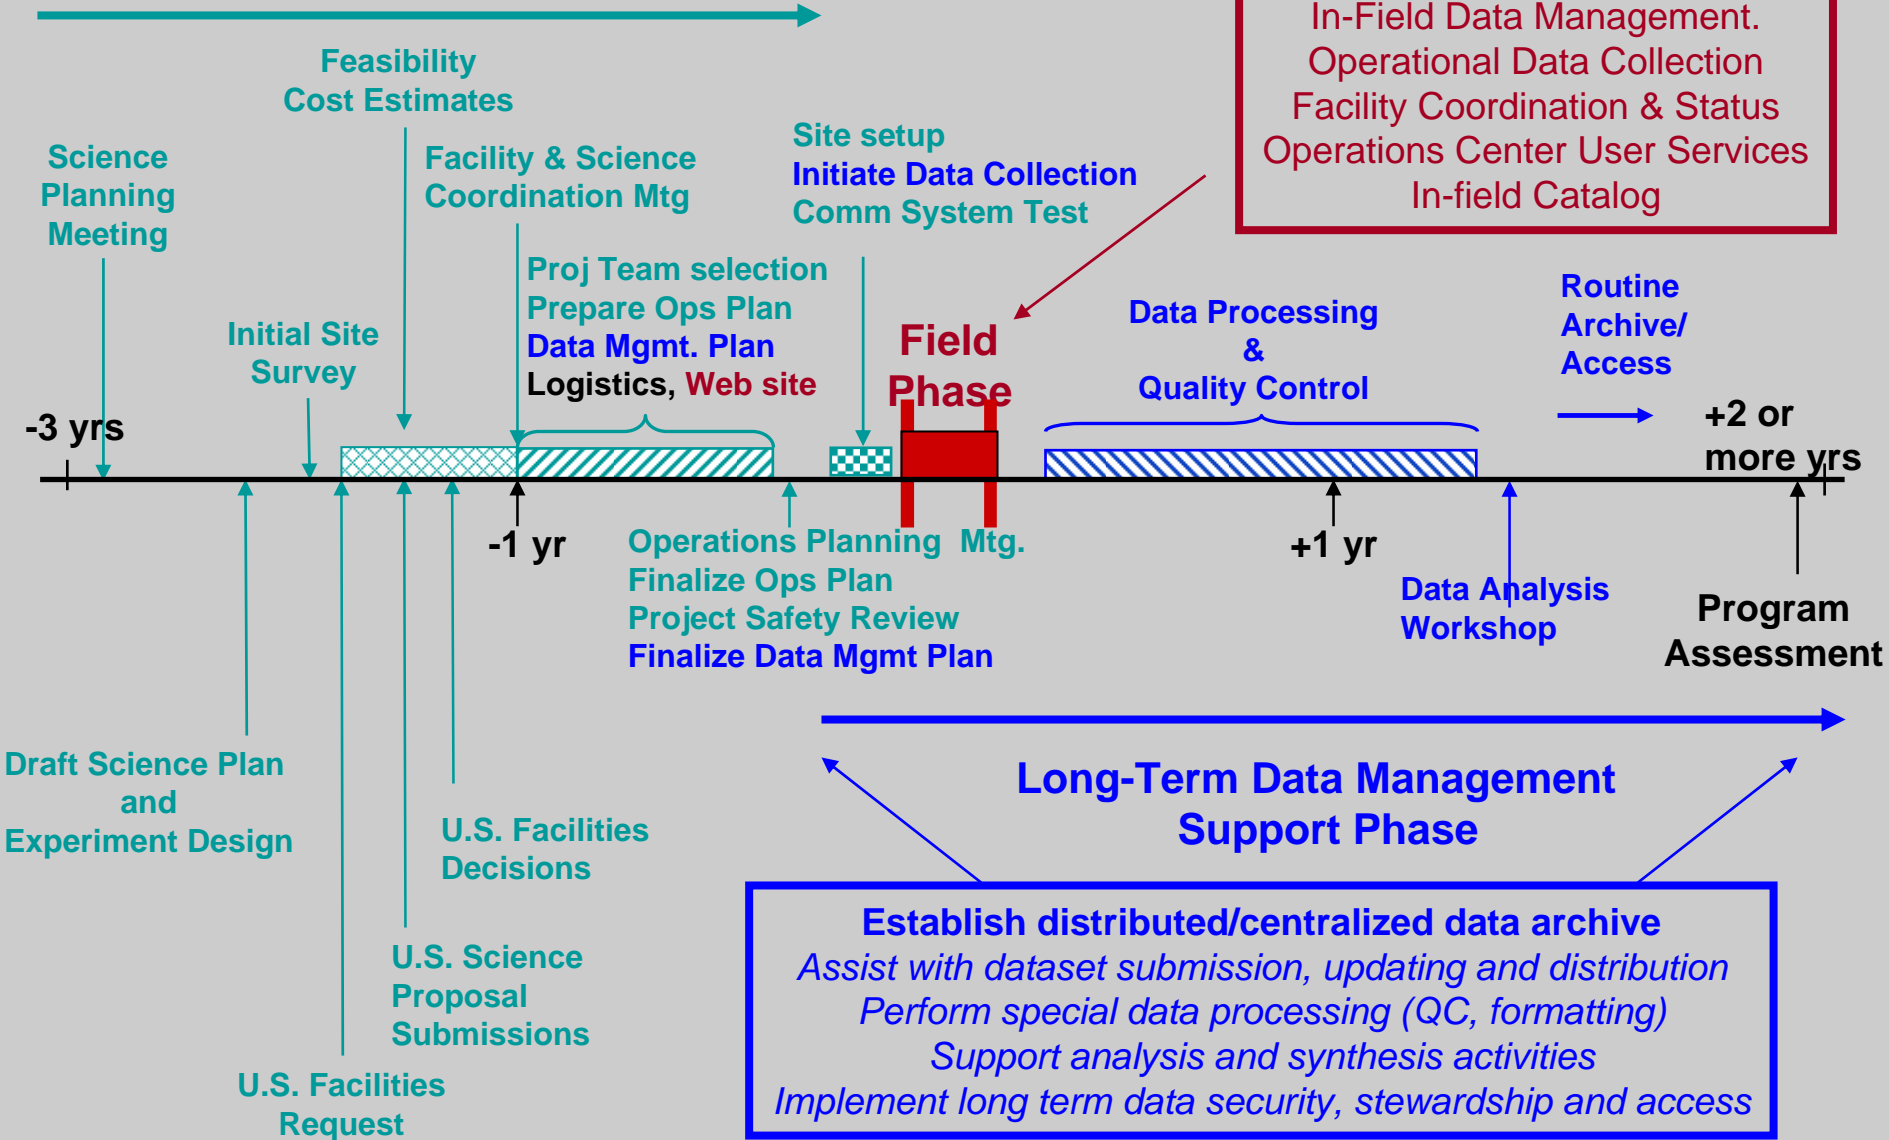 In-Field Data Management.
Operational Data Collection
Facility Coordination & Status
Operations Center User Services
In-field Catalog
Feasibility
Cost Estimates
Science
Planning
Meeting
Facility & Science
Coordination Mtg
Site setup
Initiate Data Collection
Comm System Test
Initial Site
Survey
Proj Team selection
Prepare Ops Plan
Data Mgmt. Plan
Logistics, Web site
Field
Phase
Data Processing
&
Quality Control
Routine
Archive/
Access
-3 yrs
+2 or
more yrs
-1 yr
Operations Planning  Mtg.
Finalize Ops Plan
Project Safety Review
Finalize Data Mgmt Plan
+1 yr
Data Analysis
Workshop
Program
Assessment
Draft Science Plan
and
Experiment Design
U.S. Facilities
Decisions
U.S. Science
Proposal
Submissions
U.S. Facilities
Request
Long-Term Data Management
Support Phase
Establish distributed/centralized data archive
Assist with dataset submission, updating and distribution
Perform special data processing (QC, formatting)
Support analysis and synthesis activities
Implement long term data security, stewardship and access